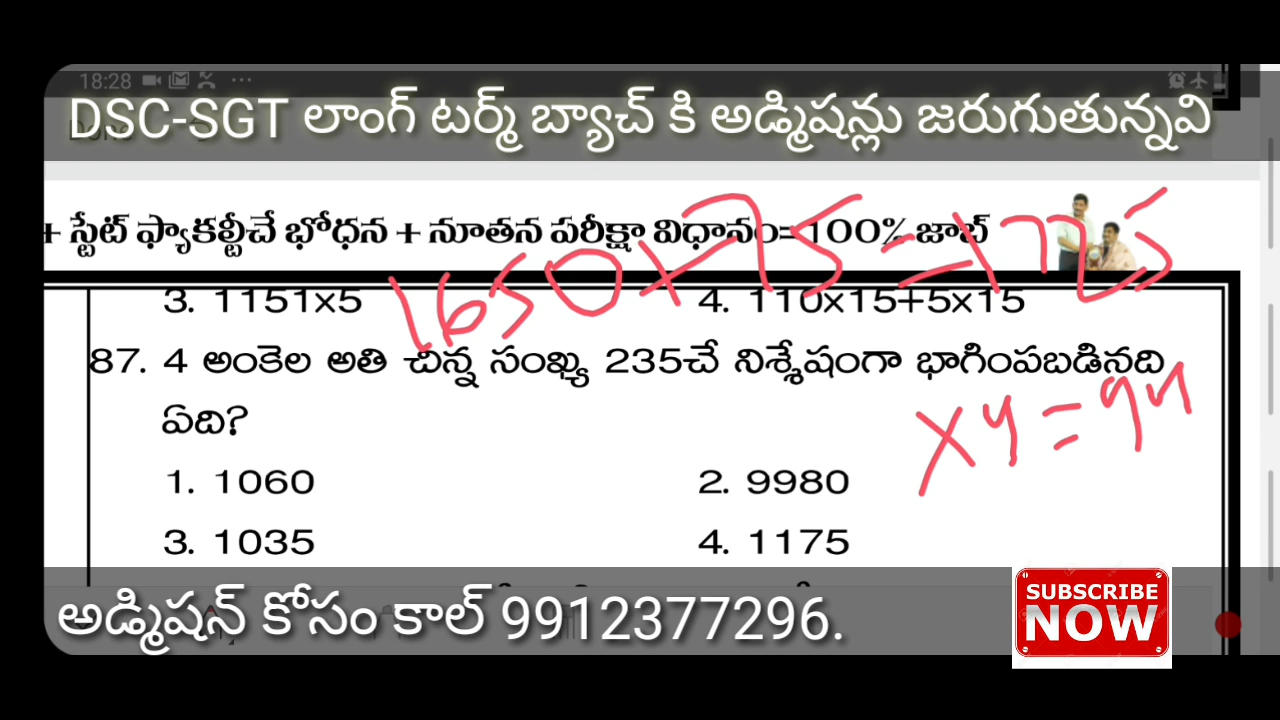 18:28
DSC-SGT లాంగ్ టర్మ్ బ్యాచ్ కి అడ్మిషన్లు జరుగుతున్నవి
+ స్టేట్ ఫ్యాకల్టీచే భోధన + నూతన పరీక్షా విధానం=100% జాబ్
1650+75=1725
3. 1151x5
4. 110x15+5x15
87. 4 అంకెల అతి చిన్న సంఖ్య 235చే నిశ్శేషంగా భాగింపబడినది
ఏది?
1. 1060
2. 9980
3. 1035
4. 1175
అడ్మిషన్ కోసం కాల్ 9912377296.
SUBSCRIBE
NOW